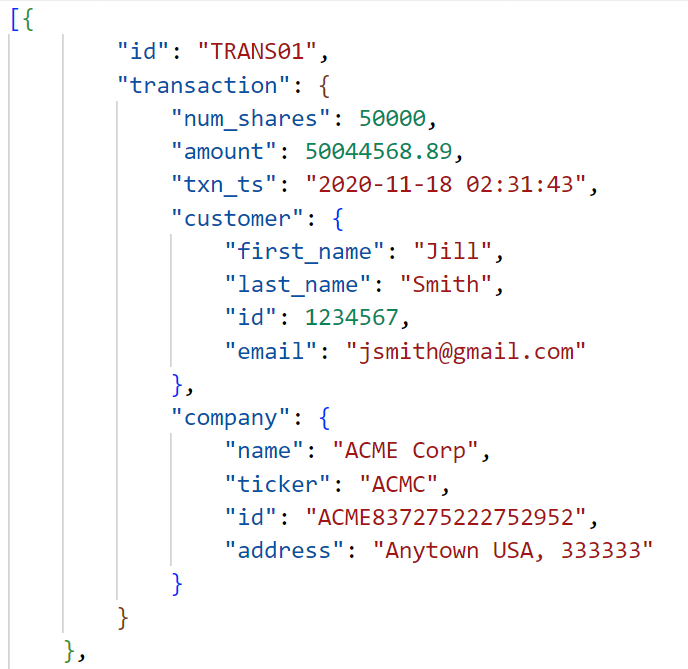 [{
"id": "TRANS01",
"transaction": {
"num_shares": 50000,
"amount": 50044568.89,
"txn_ts": "2020-11-18 02:31:43",
"customer": {
"first_name": "Jill",
"last_name": "Smith",
"id": 1234567,
"email": "jsmith@gmail.com"
},
"company": {
"name": "ACME Corp",
"ticker": "ACMC",
"id": "ACME837275222752952",
"address": "Anytown USA, 333333"
}
}
},